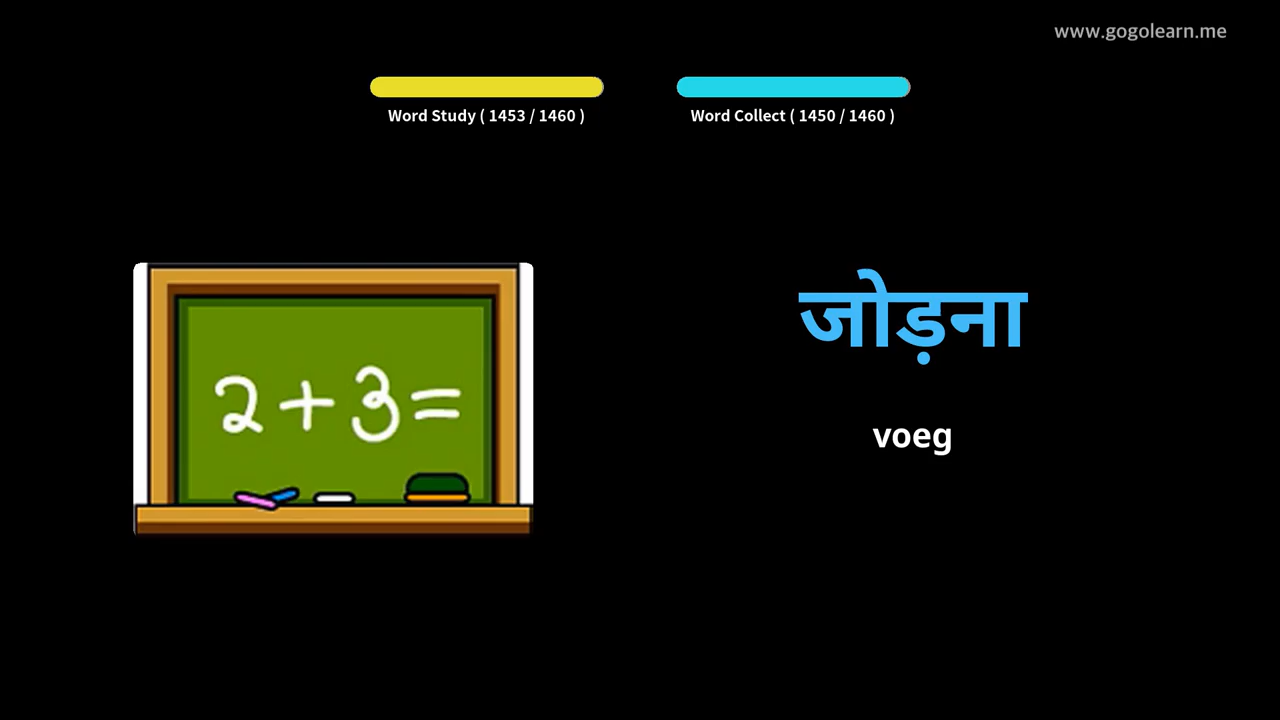 www.gogolearn.me
Word Study ( 1453 / 1460 )
Word Collect ( 1450 / 1460 )
2 + 3 =
जोड़ना
voeg